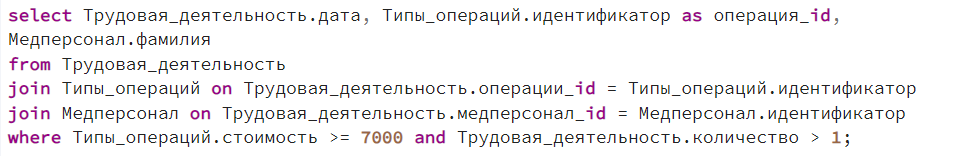 select Трудовая_деятельность.дата, Типы_операций.идентификатор as операция_id,
Медперсонал.фамилия
from Трудовая_деятельность
join Типы_операций on Трудовая_деятельность.операции_id = Типы_операций.идентификатор
join Медперсонал on Трудовая_деятельность.медперсонал_id = Медперсонал.идентификатор
where Типы_операций.стоимость >= 7000 and Трудовая_деятельность.количество > 1;